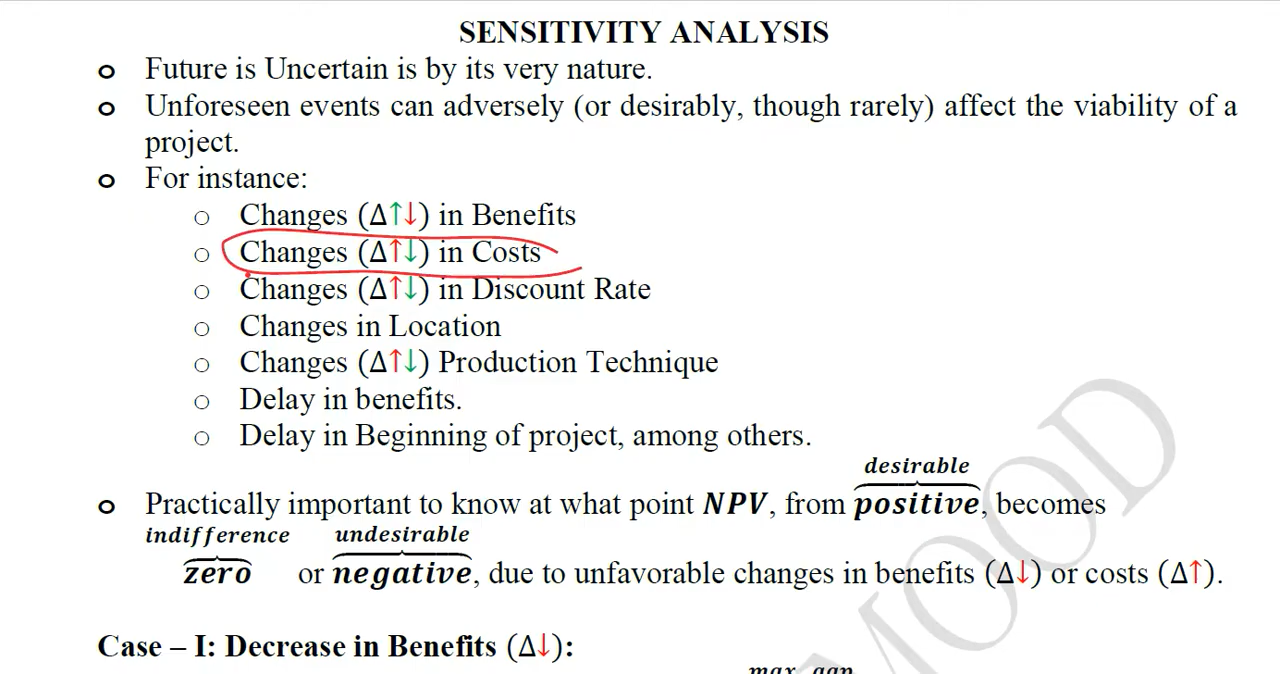 SENSITIVITY ANALYSIS
o Future is Uncertain is by its very nature.
o Unforeseen events can adversely (or desirably, though rarely) affect the viability of a
project.
o For instance:
○ Changes (Δ↑↓) in Benefits
○ Changes (Δ↑↓) in Costs
○ Changes (Δ↑↓) in Discount Rate
○ Changes in Location
○ Changes (Δ↑↓) Production Technique
○ Delay in benefits.
○ Delay in Beginning of project, among others.
desirable
o Practically important to know at what point NPV, from positive, becomes
indifference undesirable
zero or negative, due to unfavorable changes in benefits (Δ↓) or costs (Δ↑).
Case – I: Decrease in Benefits (Δ↓):
MOOD